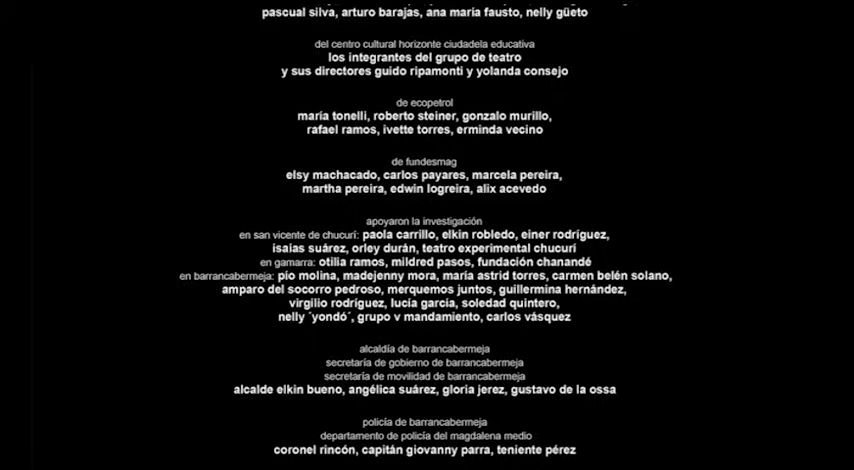 pascual silva, arturo barajas, ana maría fausto, nelly güeto
del centro cultural horizonte ciudadela educativa
los integrantes del grupo de teatro
y sus directores guido ripamonti y yolanda consejo
de ecopetrol
maría tonelli, roberto steiner, gonzalo murillo,
rafael ramos, ivette torres, erminda vecino
de fundesmag
elsy machacado, carlos payares, marcela pereira,
martha pereira, edwin logreira, alix acevedo
apoyaron la investigación
en san vicente de chucurí: paola carrillo, elkin robledo, einer rodríguez,
isaías suárez, orley durán, teatro experimental chucurí
en gamarra: otilia ramos, mildred pasos, fundación chanandé
en barrancabermeja: pío molina, madejenny mora, maría astrid torres, carmen belén solano,
amparo del socorro pedroso, merquemos juntos, guillermina hernández,
virgilio rodríguez, lucía garcía, soledad quintero,
nelly ´yondó´, grupo v mandamiento, carlos vásquez
alcaldía de barrancabermeja
secretaría de gobierno de barrancabermeja
secretaría de movilidad de barrancabermeja
alcalde elkin bueno, angélica suárez, gloria jerez, gustavo de la ossa
policía de barrancabermeja
departamento de policía del magdalena medio
coronel rincón, capitán giovanny parra, teniente pérez